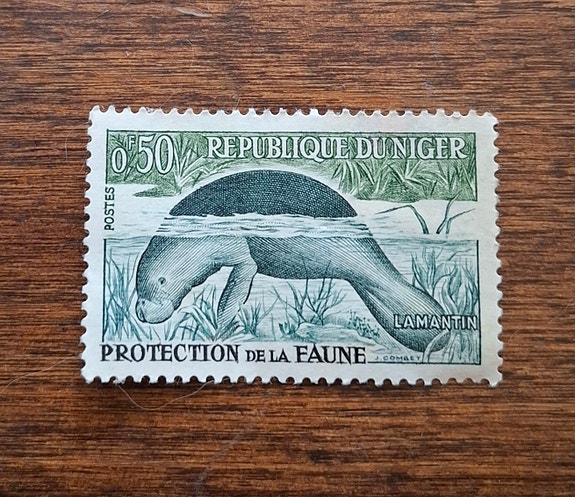 0F50 REPUBLIQUE DU NIGER
POSTES
LAMANTIN
PROTECTION DE LA FAUNE
J. COMBET